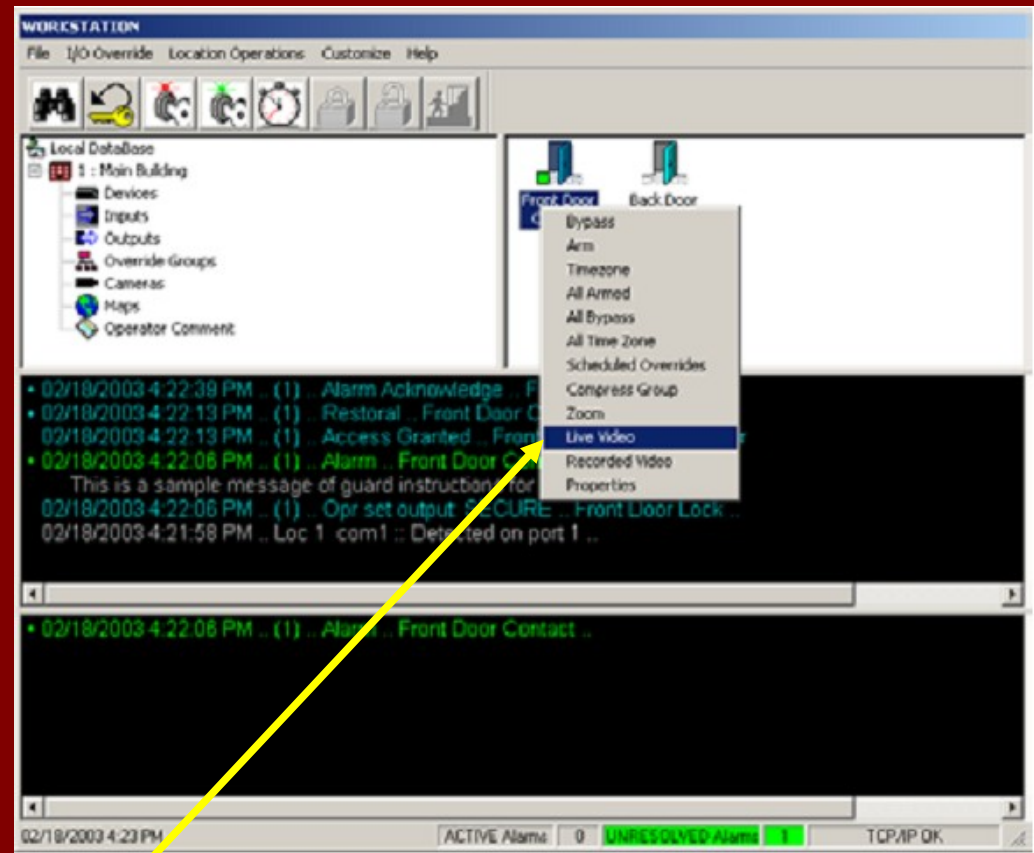 WORKSTATION
File I/O Override Location Operations Customize Help
Local DataBase
1 : Main Building
Devices
Inputs
Outputs
Override Groups
Cameras
Maps
Operator Comment
Front Door
Back Door
Bypass
Arm
Timezone
All Armed
All Bypass
All Time Zone
Scheduled Overrides
Compress Group
Zoom
Live Video
Recorded Video
Properties
• 02/18/2003 4:22:39 PM .. (1) .. Alarm Acknowledge .. F
• 02/18/2003 4:22:13 PM .. (1) .. Restoral .. Front Door C
02/18/2003 4:22:13 PM .. (1) .. Access Granted .. Front
• 02/18/2003 4:22:06 PM .. (1) .. Alarm .. Front Door
This is a sample message of guard instructions for
02/18/2003 4:22:06 PM .. (1) .. Opr set output: SECURE .. Front Door Lock ..
02/18/2003 4:21:58 PM .. Loc 1 com1 :: Detected on port 1 ..
• 02/18/2003 4:22:06 PM .. (1) .. Alarm .. Front Door Contact ..
02/18/2003 4:23 PM ACTIVE Alarms 0 UNRESOLVED Alarms 1 TCP/IP OK